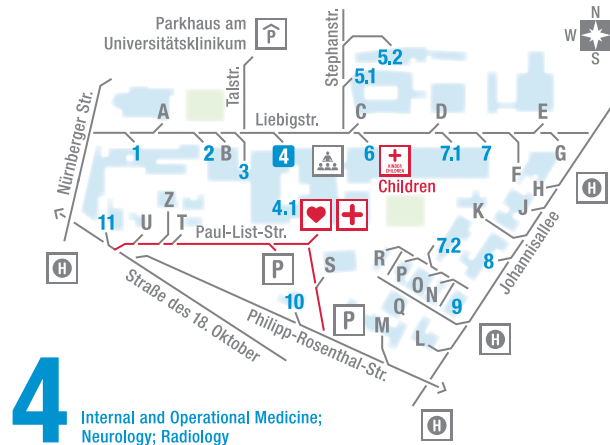 Parkhaus am
Universitätsklinikum
P
Stephanstr.
5.2
5.1
N
W
S
Talstr.
Nürnberger Str.
A
Liebigstr.
C
D
E
1
2
B
3
4
6
KINDER
CHILDREN
7.1
7
F
G
Children
H
H
Z
4.1
K
J
11
U
T
Paul-List-Str.
7.2
Johannisallee
H
P
S
R
P
O
N
8
9
10
Q
Straße des 18. Oktober
Philipp-Rosenthal-Str.
P
M
L
H
H
4
Internal and Operational Medicine;
Neurology; Radiology